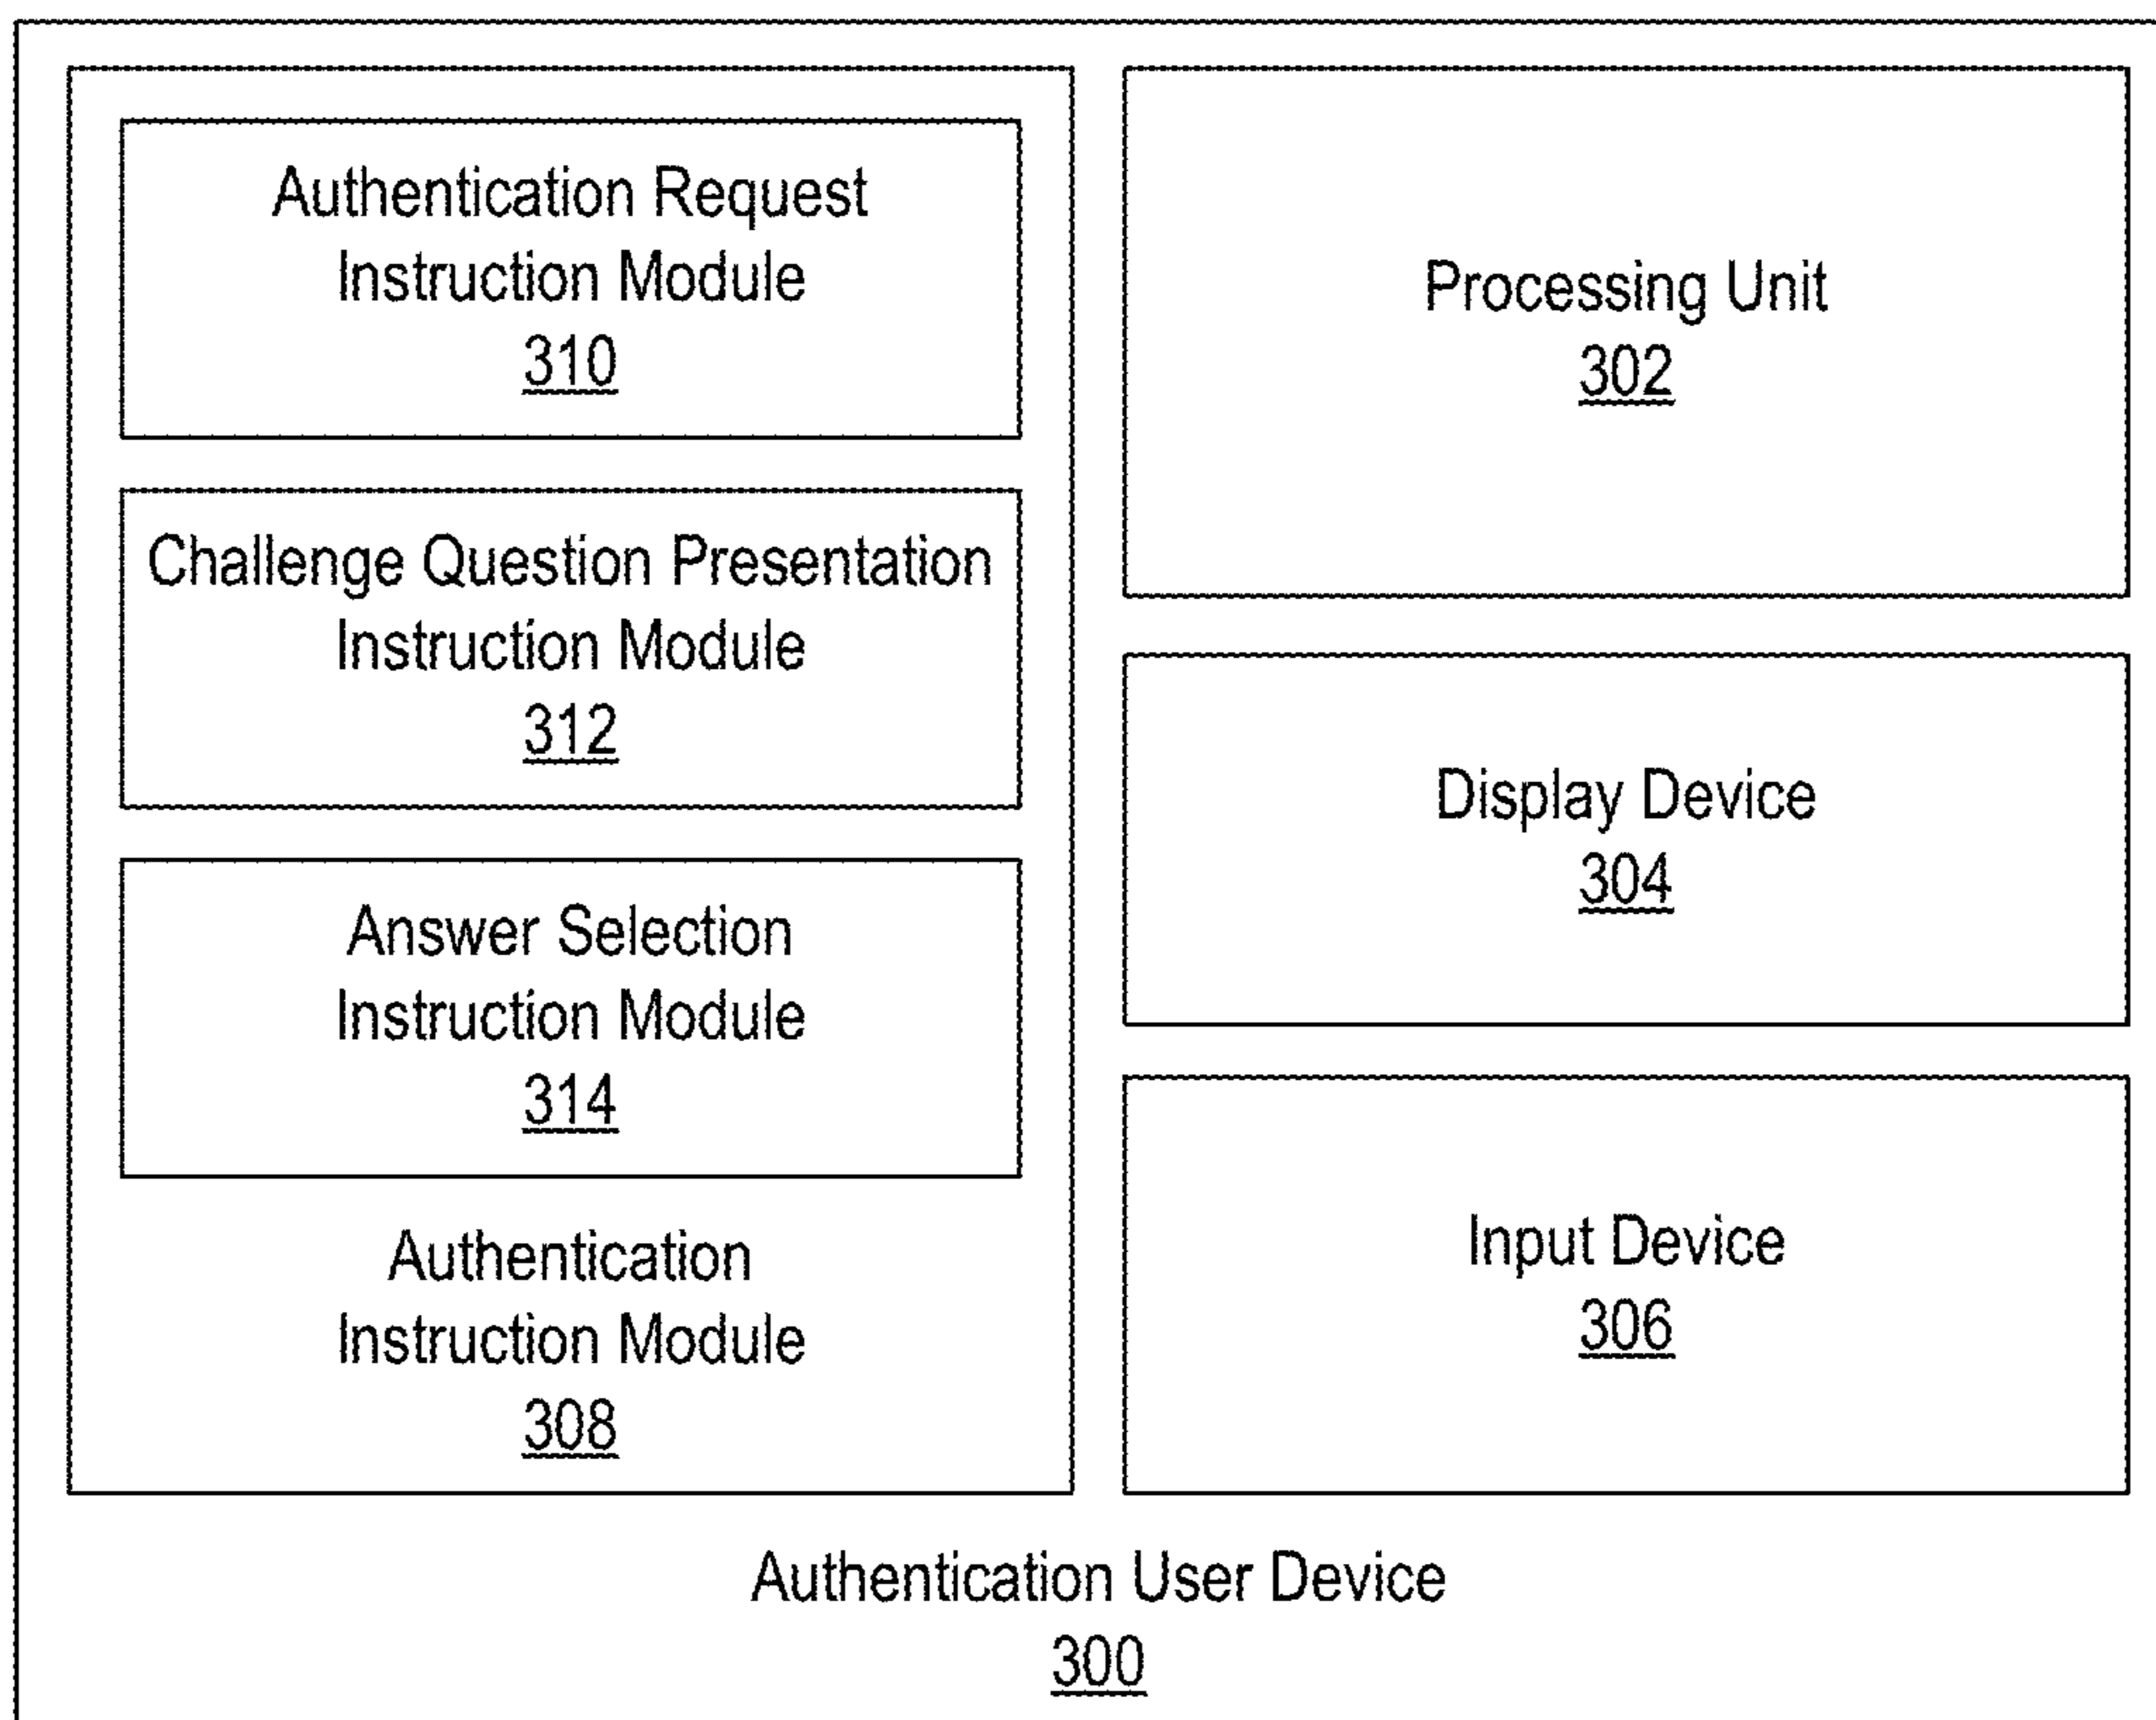 Authentication Request
Instruction Module
310
Challenge Question Presentation
Instruction Module
312
Answer Selection
Instruction Module
314
Authentication
Instruction Module
308
Processing Unit
302
Display Device
304
Input Device
306
Authentication User Device
300